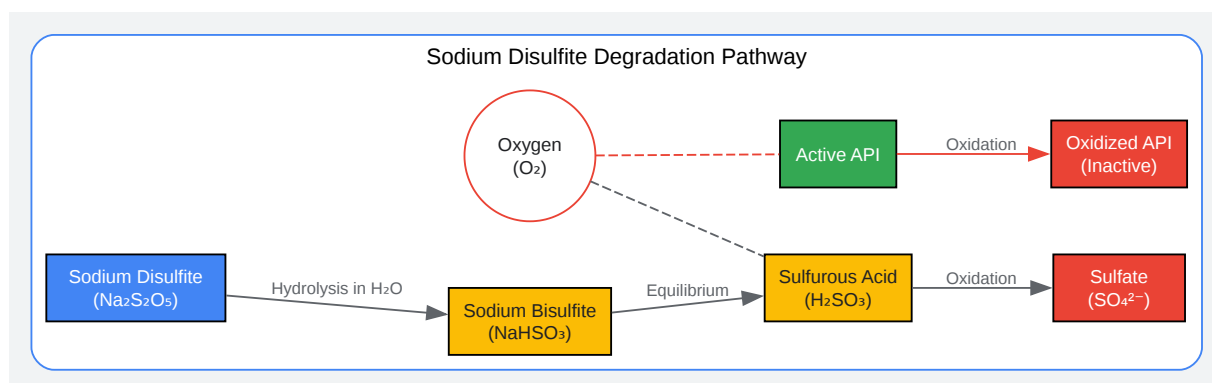 Sodium Disulfite Degradation Pathway
Oxygen
(O₂)
Active API
Oxidation
Oxidized API
(Inactive)
Sodium Disulfite
(Na₂S₂O₅)
Hydrolysis in H₂O
Sodium Bisulfite
(NaHSO₃)
Equilibrium
Sulfurous Acid
(H₂SO₃)
Oxidation
Sulfate
(SO₄²⁻)